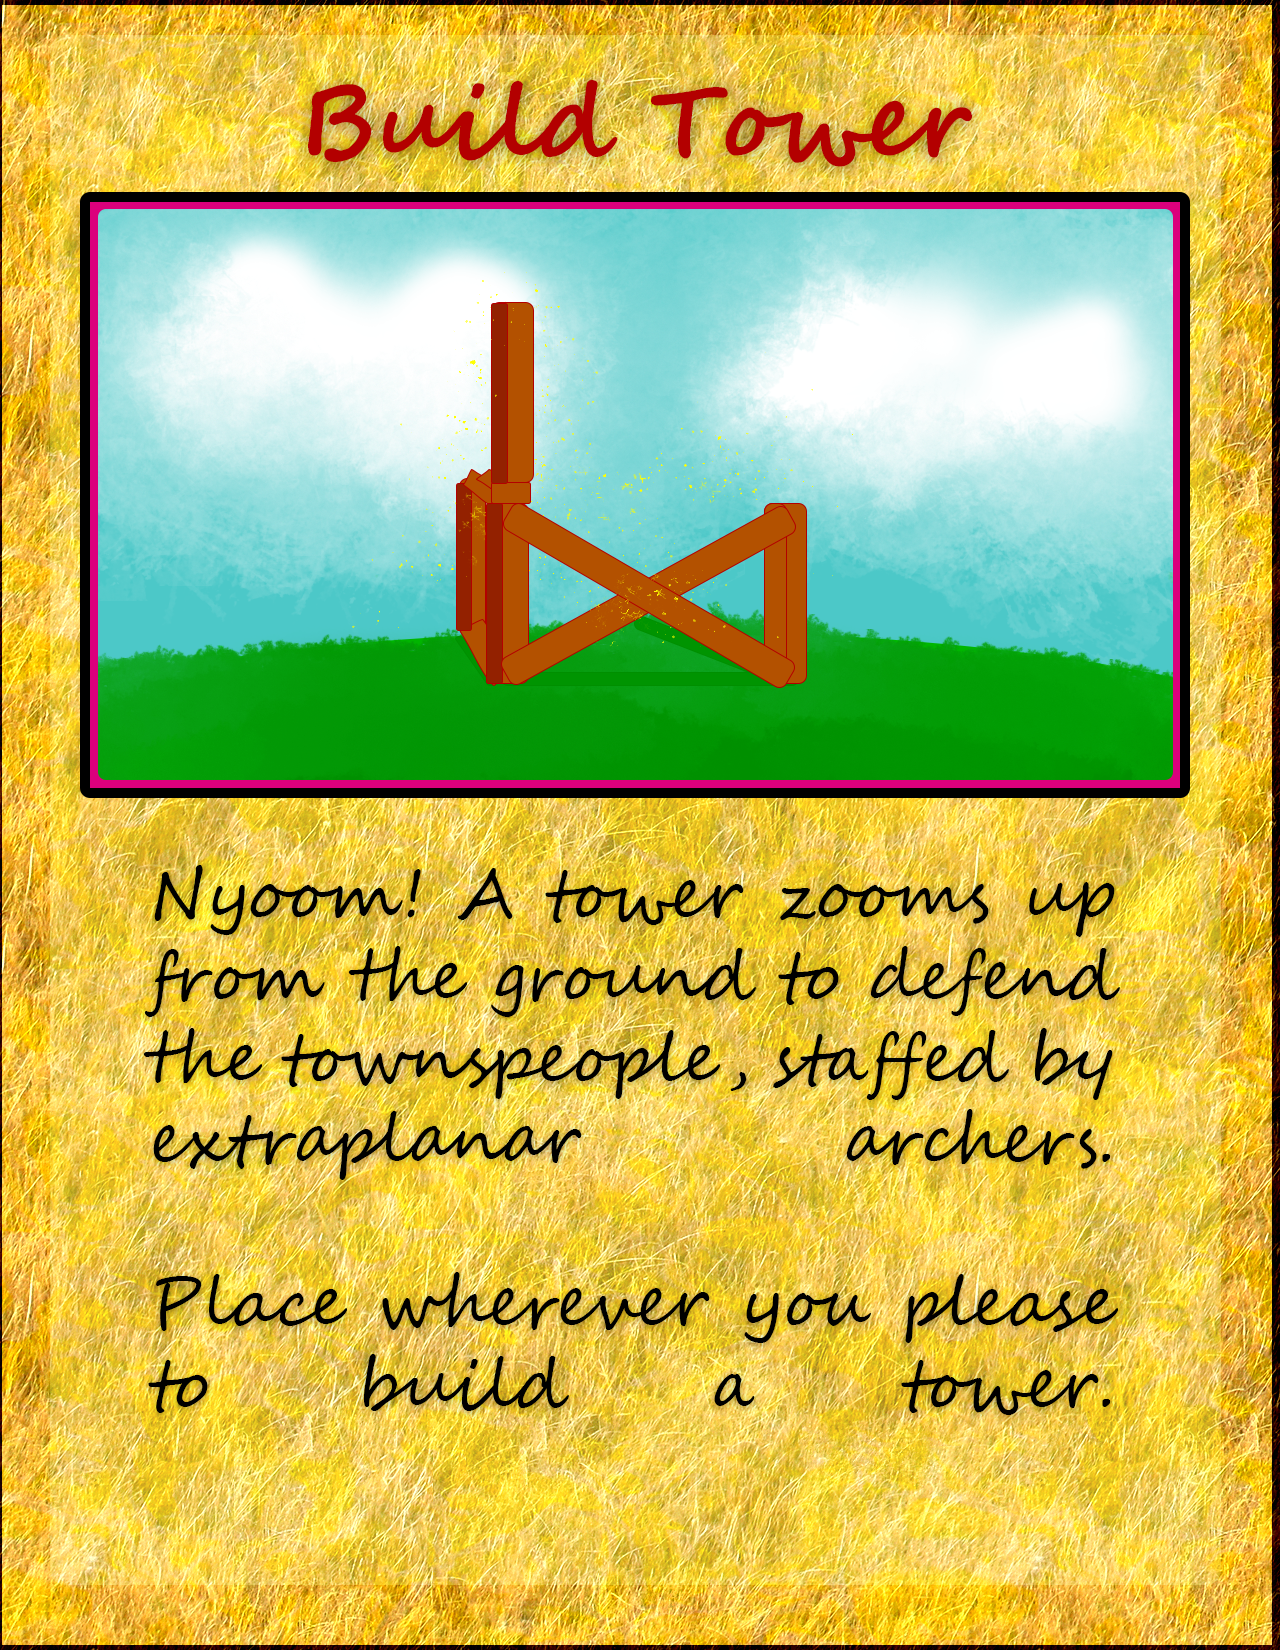 Build Tower
Nyoom! A tower zooms up
from the ground to defend
the townspeople, staffed by
extraplanar archers.
Place wherever you please
to build a tower.